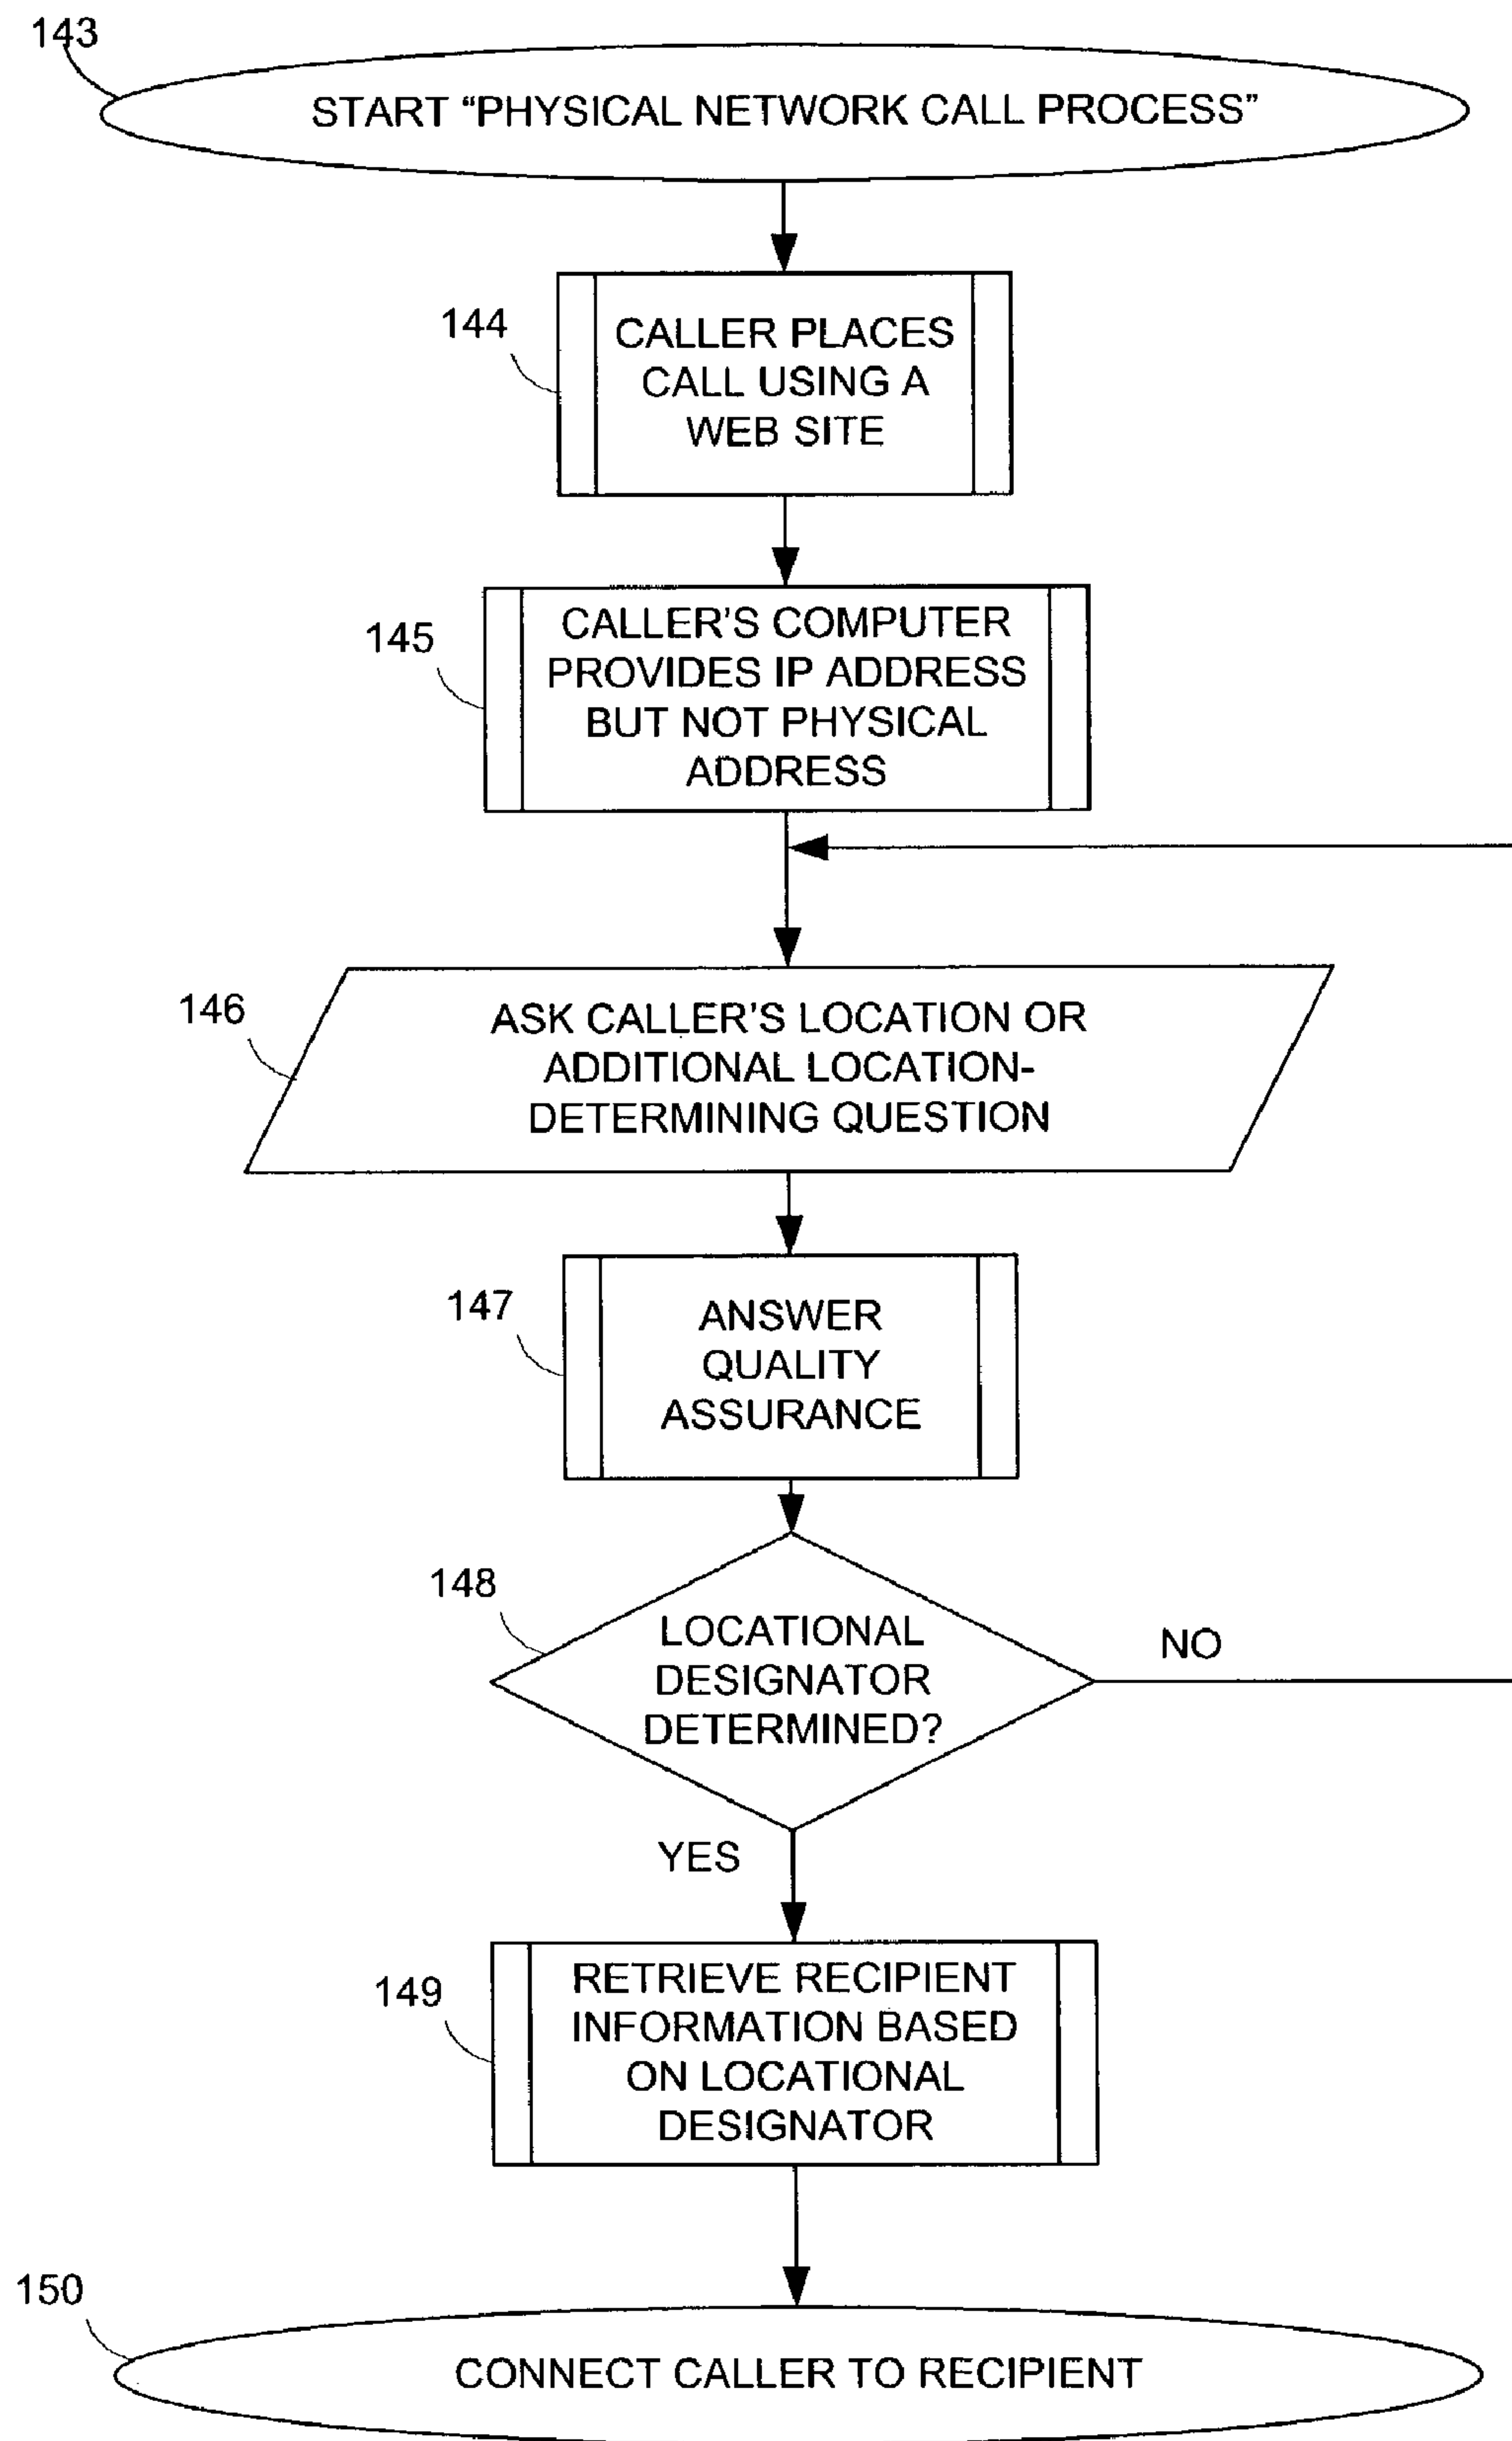 143
START “PHYSICAL NETWORK CALL PROCESS”
144
CALLER PLACES
CALL USING A
WEB SITE
145
CALLER'S COMPUTER
PROVIDES IP ADDRESS
BUT NOT PHYSICAL
ADDRESS
146
ASK CALLER'S LOCATION OR
ADDITIONAL LOCATION-
DETERMINING QUESTION
147
ANSWER
QUALITY
ASSURANCE
148
LOCATIONAL
DESIGNATOR
DETERMINED?
NO
YES
149
RETRIEVE RECIPIENT
INFORMATION BASED
ON LOCATIONAL
DESIGNATOR
150
CONNECT CALLER TO RECIPIENT